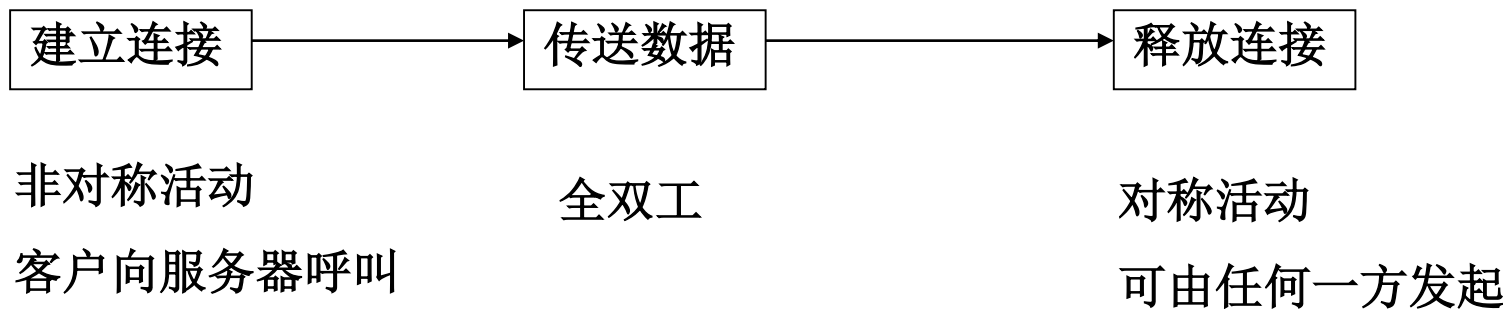 建立连接
传送数据
释放连接
非对称活动
客户向服务器呼叫
全双工
对称活动
可由任何一方发起